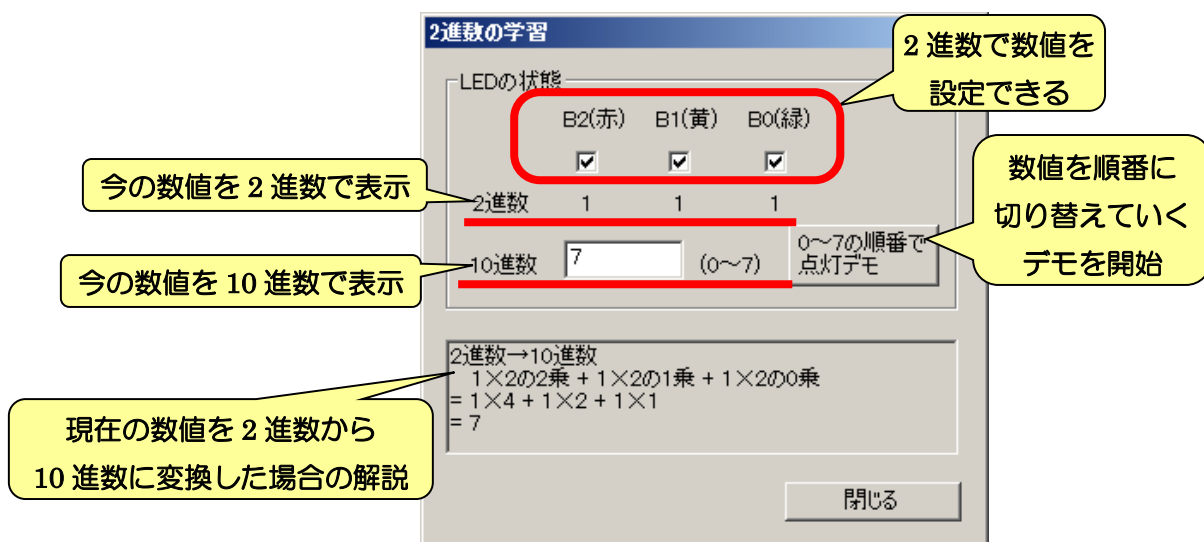 2進数の学習
2 進数で数値を
設定できる
LEDの状態
B2(赤) B1(黄) B0(緑)
今の数値を 2 進数で表示
2進数 1 1 1
数値を順番に
切り替えていく
デモを開始
今の数値を 10 進数で表示
10進数 7 (0～7)
0～7の順番で
点灯デモ
2進数→10進数
1×2の2乗 + 1×2の1乗 + 1×2の0乗
= 1×4 + 1×2 + 1×1
= 7
現在の数値を 2 進数から
10 進数に変換した場合の解説
閉じる